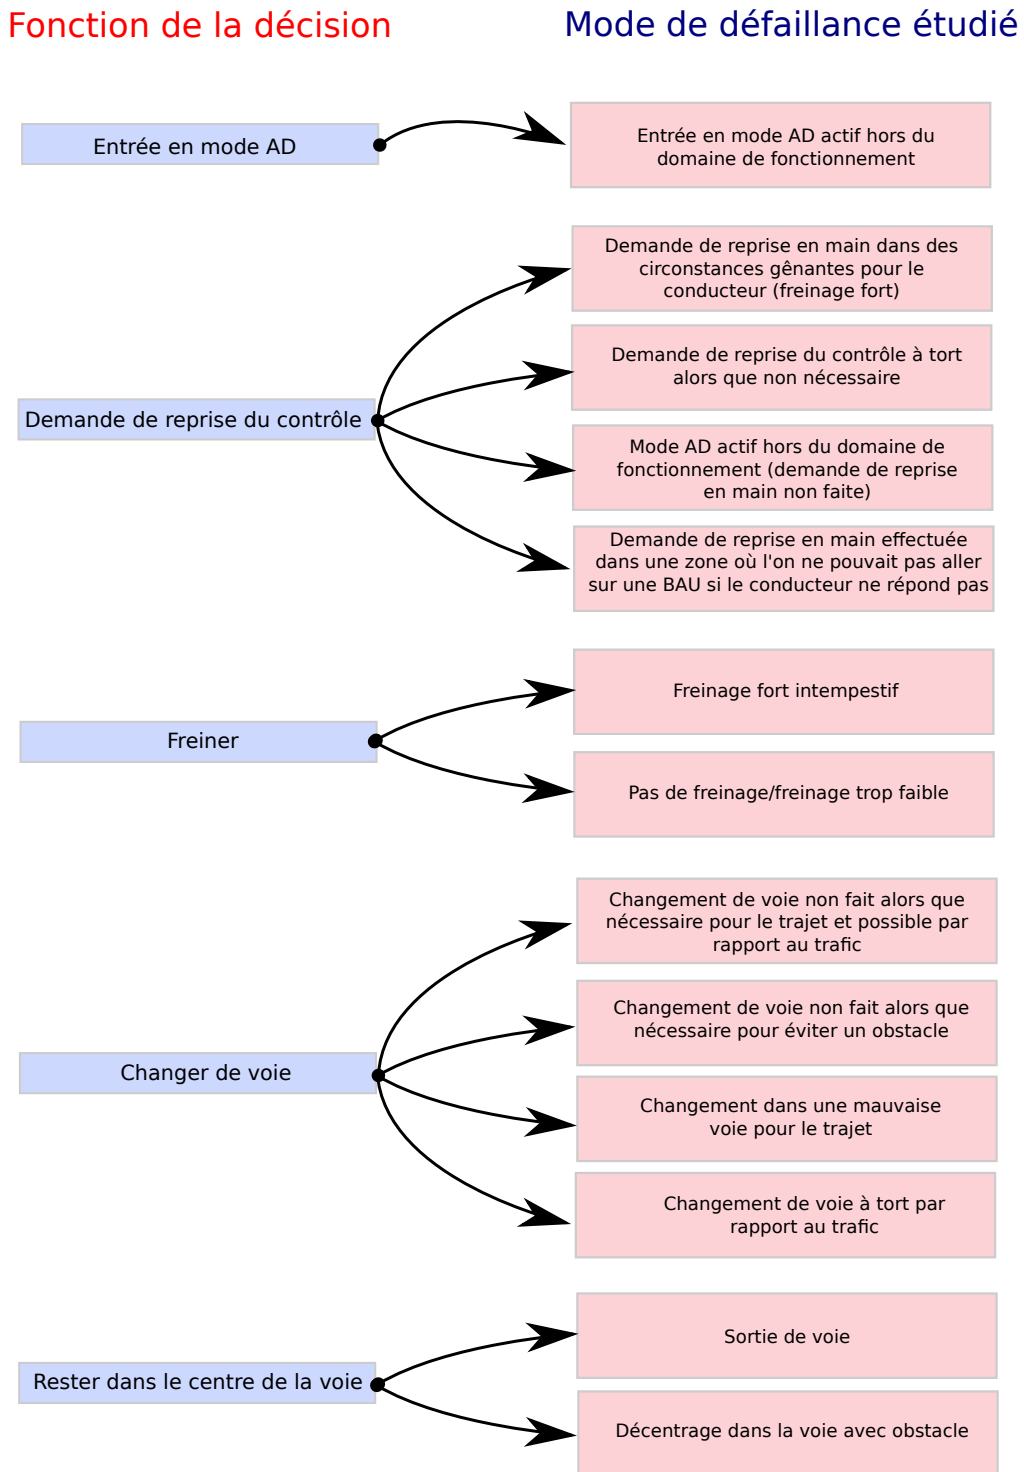 Fonction de la décision
Mode de défaillance étudié
Entrée en mode AD
Entrée en mode AD actif hors du
domaine de fonctionnement
Demande de reprise du contrôle
Demande de reprise en main dans des
circonstances gênantes pour le
conducteur (freinage fort)
Demande de reprise du contrôle à tort
alors que non nécessaire
Mode AD actif hors du domaine de
fonctionnement (demande de reprise
en main non faite)
Demande de reprise en main effectuée
dans une zone où l'on ne pouvait pas aller
sur une BAU si le conducteur ne répond pas
Freiner
Freinage fort intempestif
Pas de freinage/freinage trop faible
Changer de voie
Changement de voie non fait alors que
nécessaire pour le trajet et possible par
rapport au trafic
Changement de voie non fait alors que
nécessaire pour éviter un obstacle
Changement dans une mauvaise
voie pour le trajet
Changement de voie à tort par
rapport au trafic
Rester dans le centre de la voie
Sortie de voie
Décentrage dans la voie avec obstacle